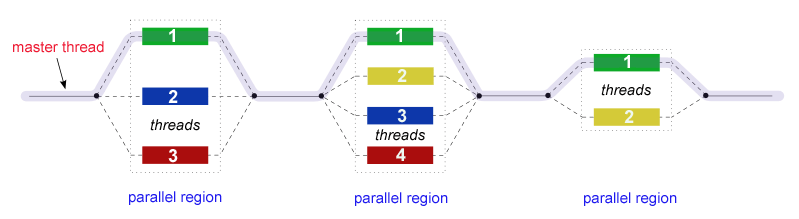 master thread
1
2
threads
3
parallel region
1
2
3
threads
4
parallel region
1
threads
2
parallel region